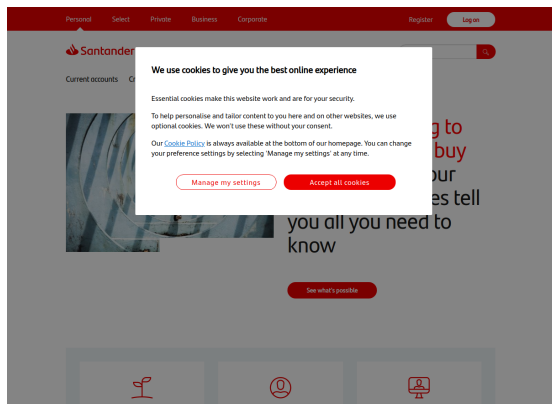 Personal Select Private Business Corporate Register Log on
Santander
Current accounts
We use cookies to give you the best online experience
Essential cookies make this website work and are for your security.
To help personalise and tailor content to you here and on other websites, we use
optional cookies. We won't use these without your consent.
Our Cookie Policy is always available at the bottom of our homepage. You can change
your preference settings by selecting 'Manage my settings' at any time.
Manage my settings Accept all cookies
to
buy
tell
you all you need to
know
See what's possible